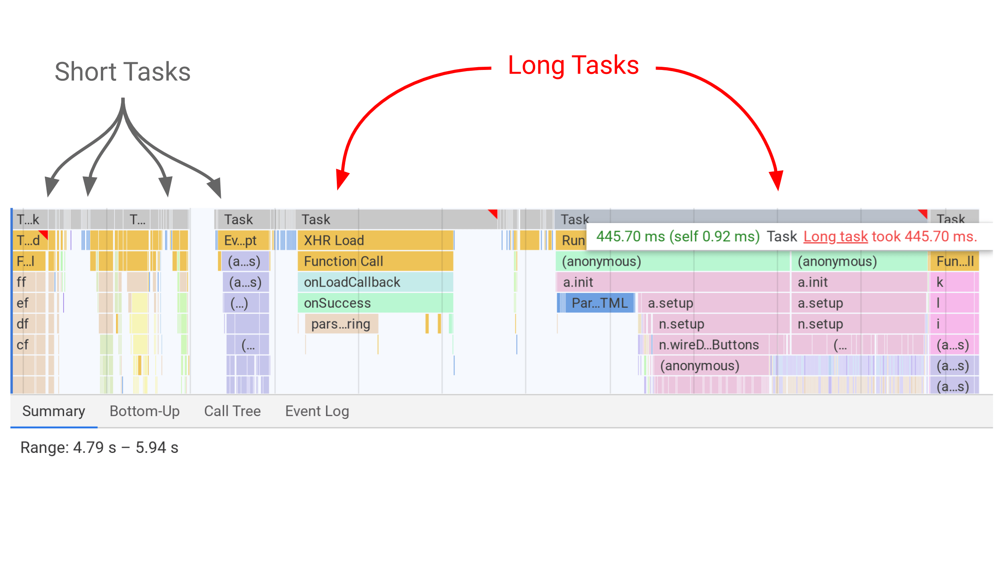 Short Tasks
Long Tasks
T...k T... Task Task Task Task
T...d Ev...pt XHR Load Run
445.70 ms (self 0.92 ms) Task Long task took 445.70 ms.
F...l (a...s) Function Call (anonymous) (anonymous) Fun...ll
ff (a...s) onLoadCallback a.init a.init k
ef (...) onSuccess Par...TML a.setup a.setup l
df pars...ring n.setup n.setup i
cf (... n.wireD...Buttons (... (a...s)
(anonymous) (a...s)
(a...s)
Summary Bottom-Up Call Tree Event Log
Range: 4.79 s – 5.94 s